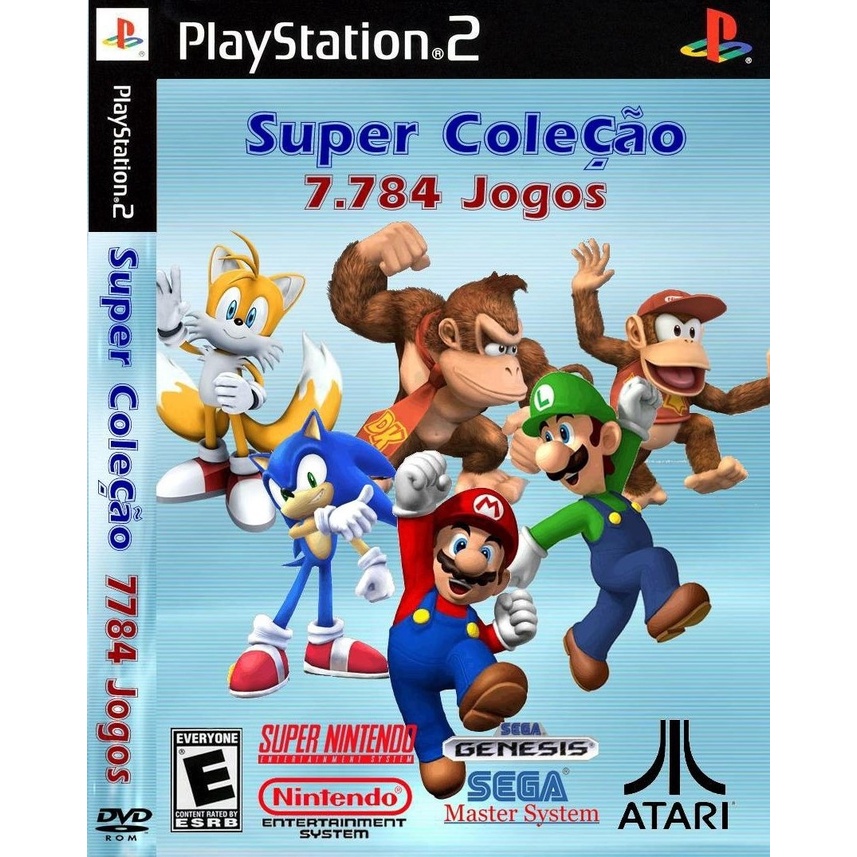 PlayStation®2
Super Coleção
7.784 Jogos
PlayStation®2
Super Coleção 7784 Jogos
DVD
ROM
L
DK
M
EVERYONE
E
®
CONTENT RATED BY
ESRB
SUPER NINTENDO
ENTERTAINMENT SYSTEM
Nintendo®
ENTERTAINMENT
SYSTEM
SEGA
GENESIS®
SEGA®
Master System
ATARI®